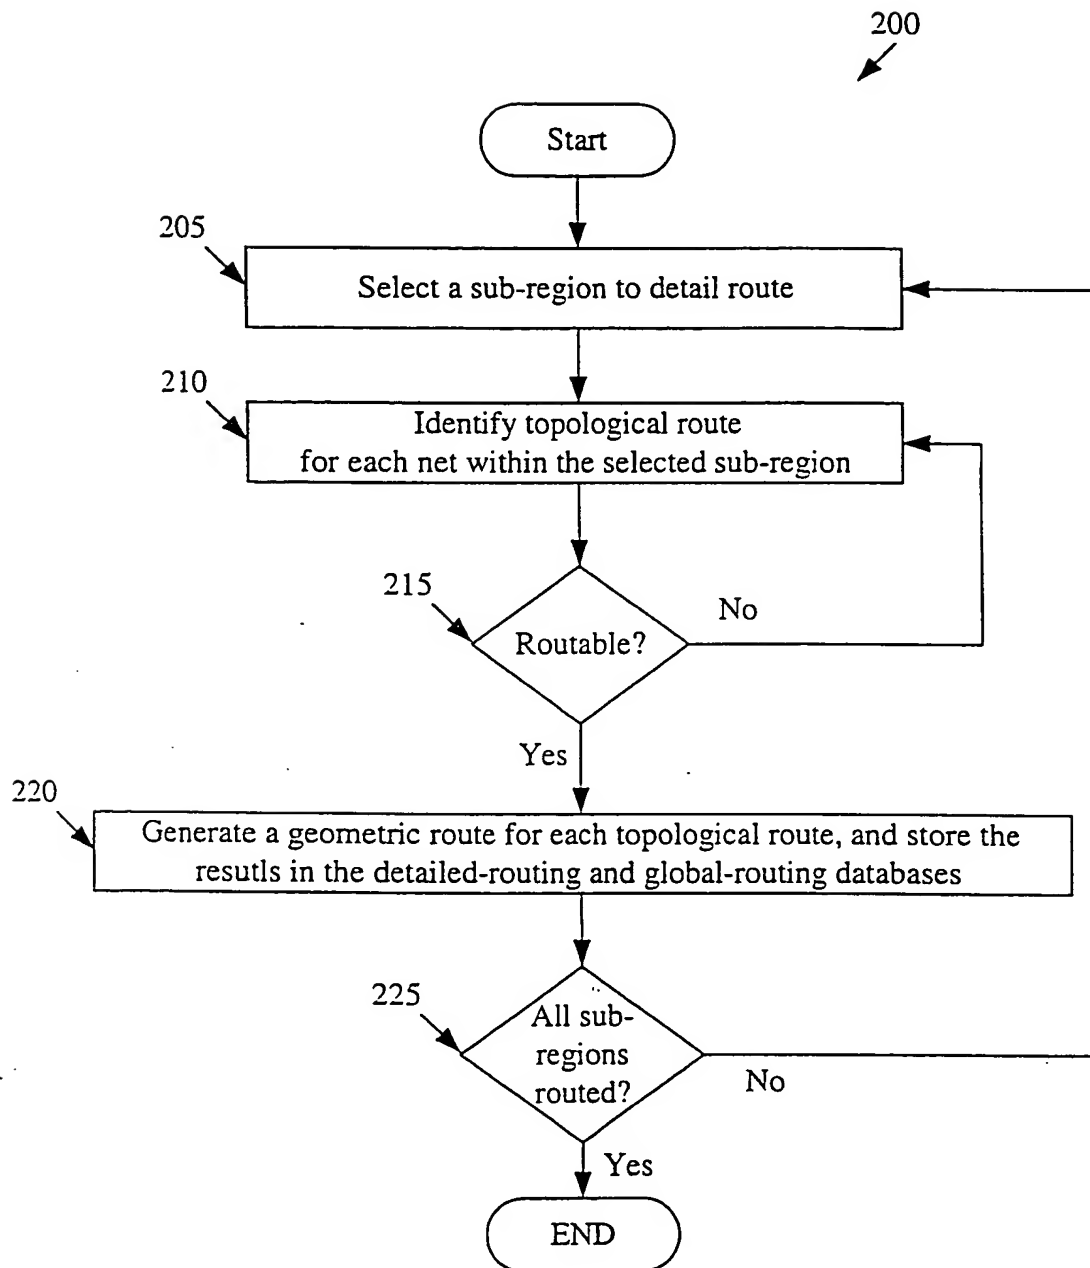 200
Start
205
Select a sub-region to detail route
210
Identify topological route
for each net within the selected sub-region
215
Routable?
No
Yes
220
Generate a geometric route for each topological route, and store the
resutls in the detailed-routing and global-routing databases
225
All sub-
regions
routed?
No
Yes
END